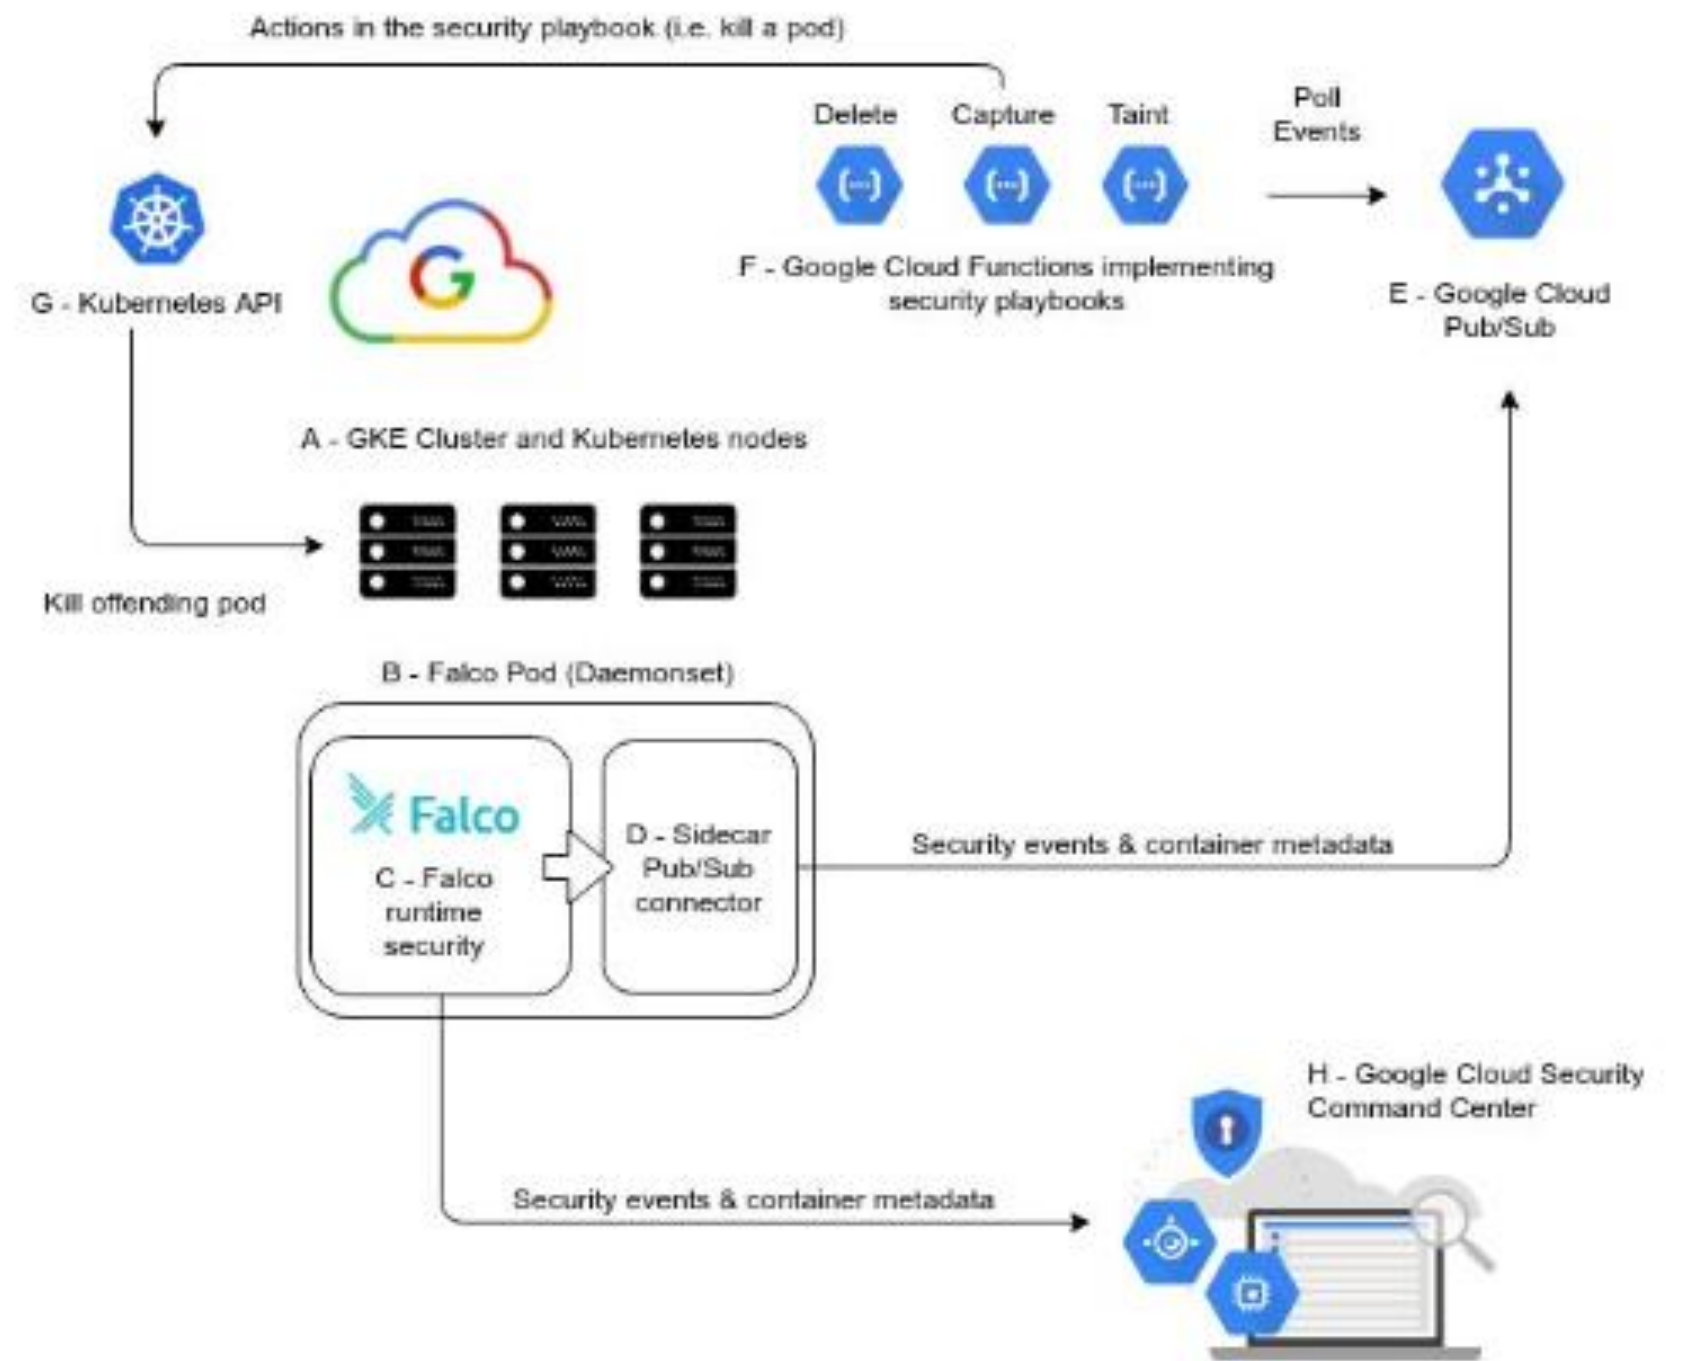 Actions in the security playbook (i.e. kill a pod)
Delete
Capture
Taint
Poll
Events
G - Kubernetes API
F - Google Cloud Functions implementing
security playbooks
E - Google Cloud
Pub/Sub
A - GKE Cluster and Kubernetes nodes
Kill offending pod
B - Falco Pod (Daemonset)
Falco
C - Falco
runtime
security
D - Sidecar
Pub/Sub
connector
Security events & container metadata
H - Google Cloud Security
Command Center
Security events & container metadata